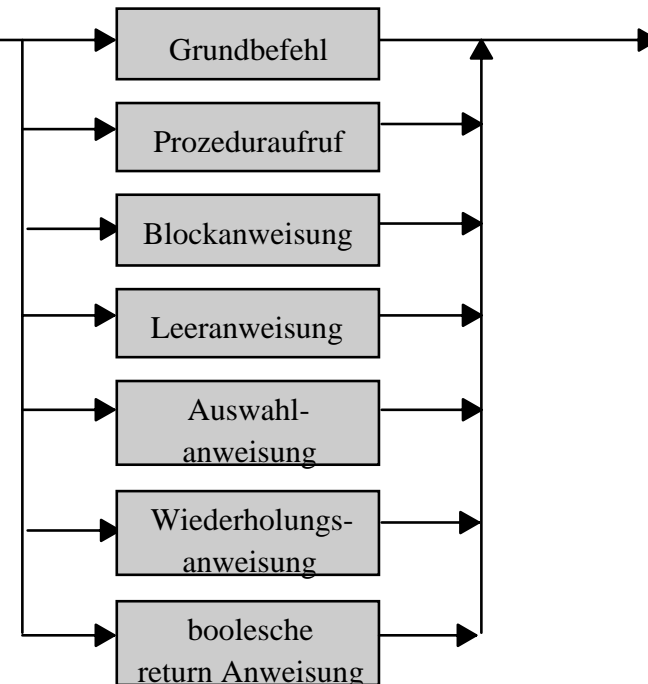 Grundbefehl
Prozeduraufruf
Blockanweisung
Leeranweisung
Auswahl-
anweisung
Wiederholungs-
anweisung
boolesche
return Anweisung